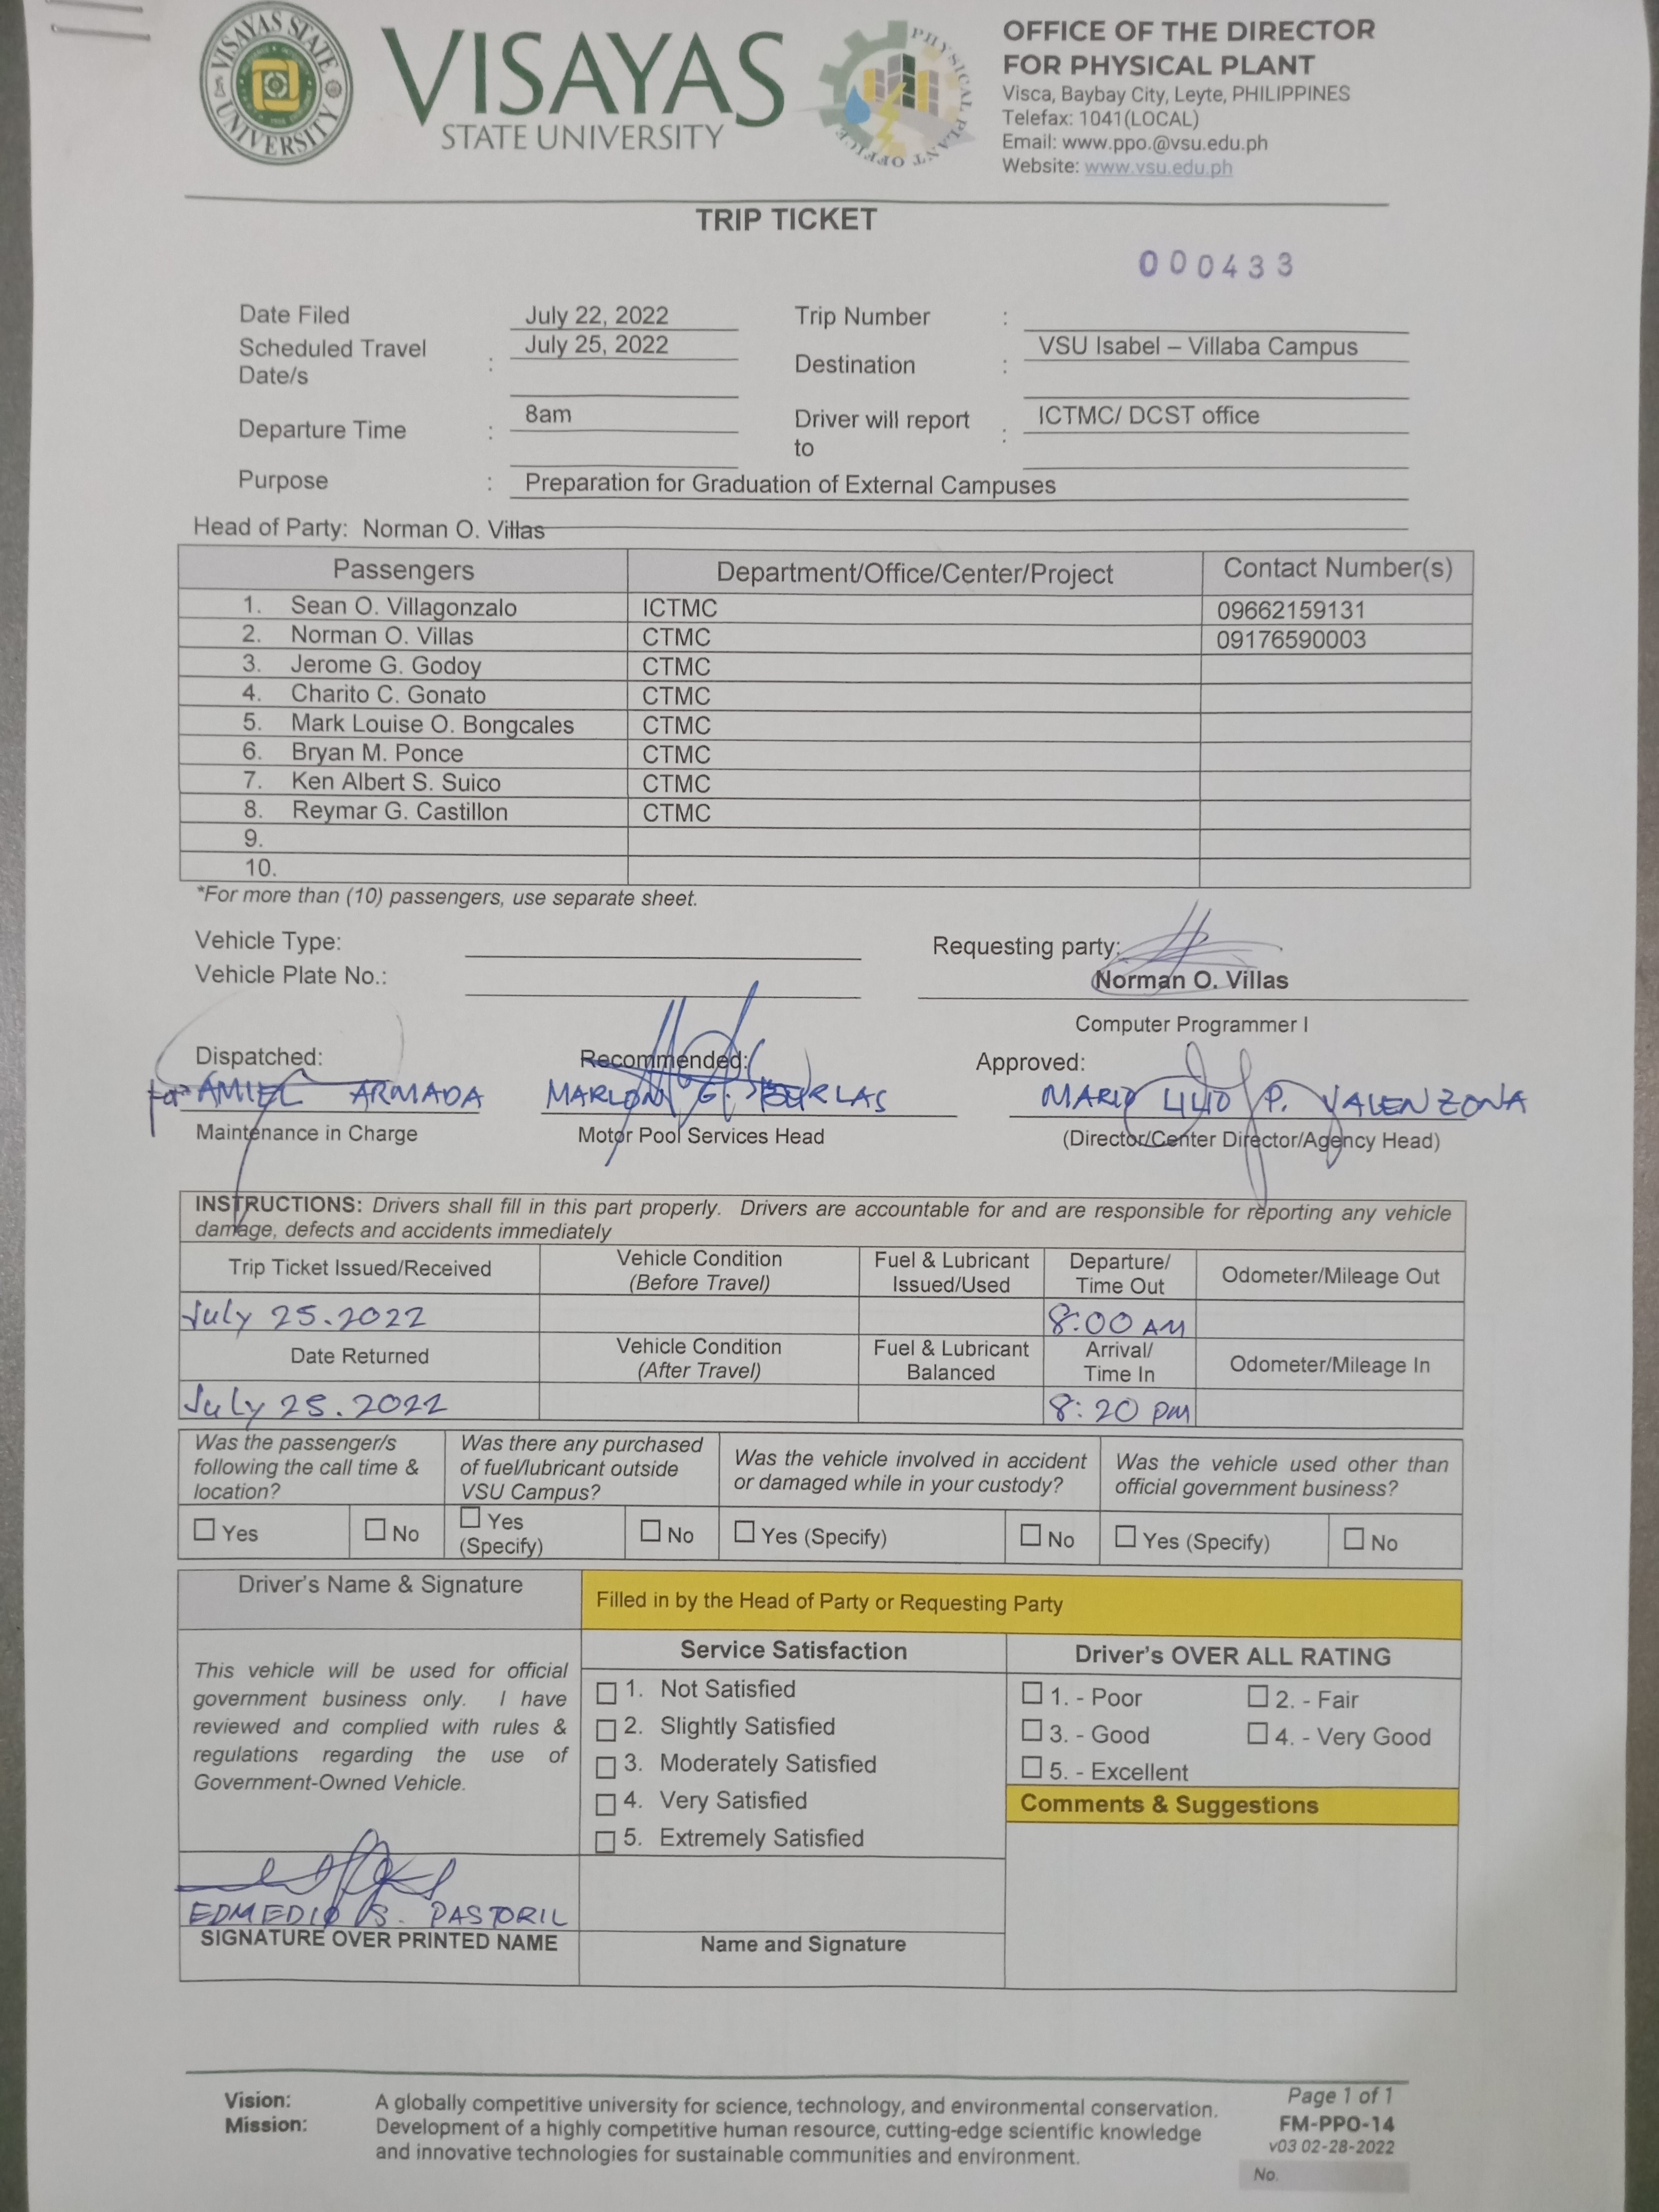 VISAYAS STATE UNIVERSITY
VISAYAS
STATE UNIVERSITY
PHYSICAL PLANT OFFICE
OFFICE OF THE DIRECTOR
FOR PHYSICAL PLANT
Visca, Baybay City, Leyte, PHILIPPINES
Telefax: 1041(LOCAL)
Email: www.ppo.@vsu.edu.ph
Website: www.vsu.edu.ph
TRIP TICKET
000433
Date Filed July 22, 2022 Trip Number :
Scheduled Travel Date/s : July 25, 2022 Destination : VSU Isabel – Villaba Campus
Departure Time : 8am Driver will report to : ICTMC/ DCST office
Purpose : Preparation for Graduation of External Campuses
Head of Party: Norman O. Villas
Passengers Department/Office/Center/Project Contact Number(s)
1. Sean O. Villagonzalo ICTMC 09662159131
2. Norman O. Villas CTMC 09176590003
3. Jerome G. Godoy CTMC
4. Charito C. Gonato CTMC
5. Mark Louise O. Bongcales CTMC
6. Bryan M. Ponce CTMC
7. Ken Albert S. Suico CTMC
8. Reymar G. Castillon CTMC
9.
10.
*For more than (10) passengers, use separate sheet.
Vehicle Type: Requesting party:
Vehicle Plate No.: Norman O. Villas
Computer Programmer I
Dispatched: Recommended: Approved:
for AMIEL ARMADA MARLON G. BURLAS MARIO LILIO P. VALENZONA
Maintenance in Charge Motor Pool Services Head (Director/Center Director/Agency Head)
INSTRUCTIONS: Drivers shall fill in this part properly. Drivers are accountable for and are responsible for reporting any vehicle
damage, defects and accidents immediately
Trip Ticket Issued/Received Vehicle Condition (Before Travel) Fuel & Lubricant Issued/Used Departure/ Time Out Odometer/Mileage Out
July 25.2022 8:00 AM
Date Returned Vehicle Condition (After Travel) Fuel & Lubricant Balanced Arrival/ Time In Odometer/Mileage In
July 25.2022 8:20 PM
Was the passenger/s following the call time & location? Was there any purchased of fuel/lubricant outside VSU Campus? Was the vehicle involved in accident or damaged while in your custody? Was the vehicle used other than official government business?
Yes No Yes (Specify) No Yes (Specify) No Yes (Specify) No
Driver's Name & Signature Filled in by the Head of Party or Requesting Party
This vehicle will be used for official
government business only. I have
reviewed and complied with rules &
regulations regarding the use of
Government-Owned Vehicle.
EDMEDIO S. PASTORIL
SIGNATURE OVER PRINTED NAME
Service Satisfaction
1. Not Satisfied
2. Slightly Satisfied
3. Moderately Satisfied
4. Very Satisfied
5. Extremely Satisfied
Name and Signature
Driver's OVER ALL RATING
1. - Poor 2. - Fair
3. - Good 4. - Very Good
5. - Excellent
Comments & Suggestions
Vision: A globally competitive university for science, technology, and environmental conservation.
Mission: Development of a highly competitive human resource, cutting-edge scientific knowledge
and innovative technologies for sustainable communities and environment.
Page 1 of 1
FM-PPO-14
v03 02-28-2022
No.